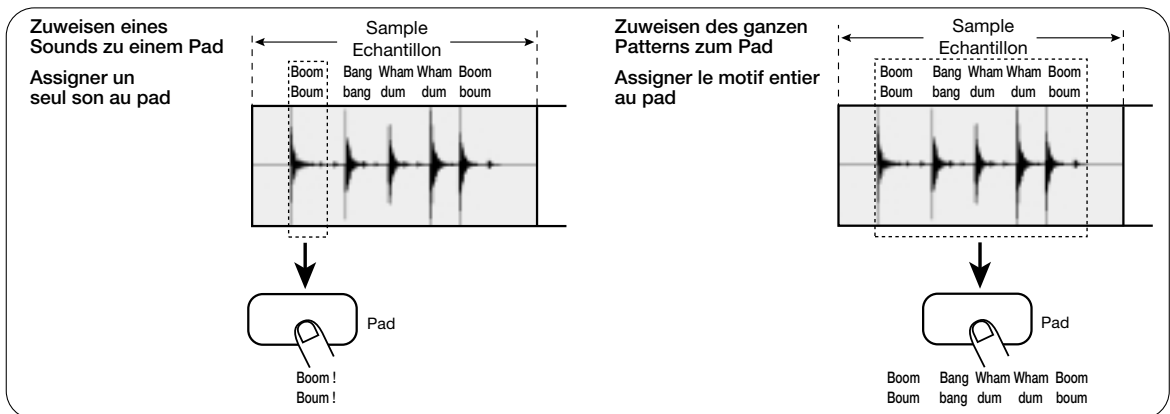 Zuweisen eines
Sounds zu einem Pad
Assigner un
seul son au pad
Sample
Echantillon
Boom Bang Wham Wham Boom
Boum bang dum dum boum
Pad
Boom !
Boum !
Zuweisen des ganzen
Patterns zum Pad
Assigner le motif entier
au pad
Sample
Echantillon
Boom Bang Wham Wham Boom
Boum bang dum dum boum
Pad
Boom Bang Wham Wham Boom
Boum bang dum dum boum